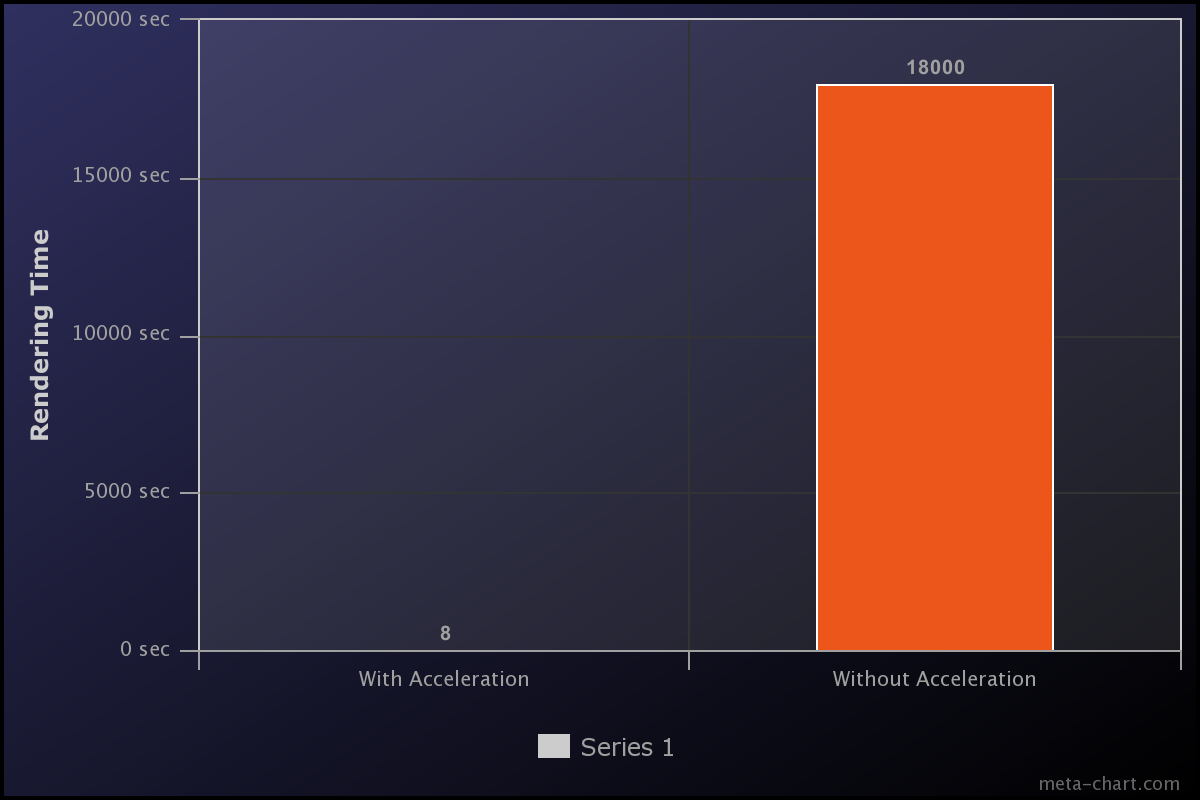 20000 sec
18000
15000 sec
Rendering Time
10000 sec
5000 sec
8
0 sec
With Acceleration
Without Acceleration
Series 1
meta-chart.com